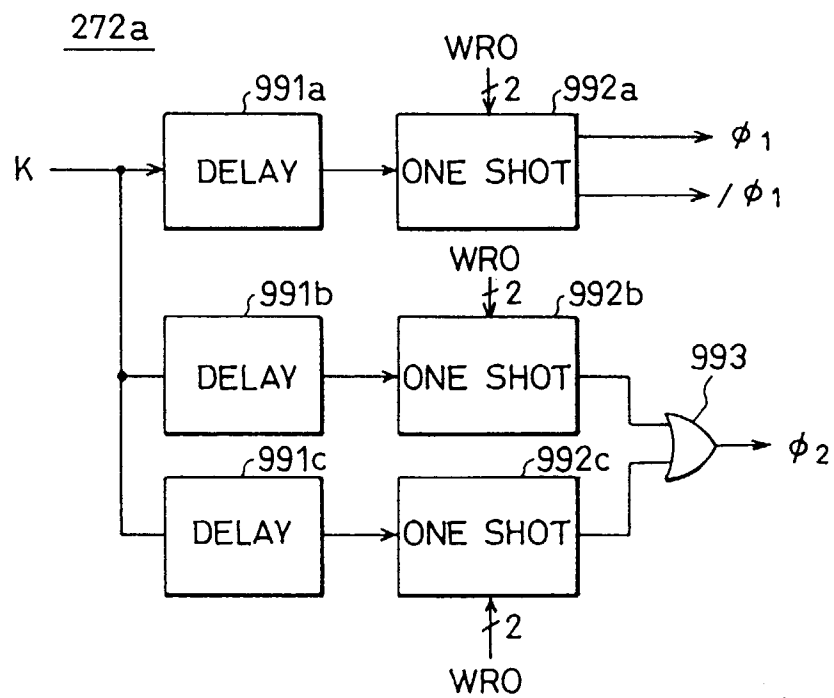 272a
WRO
2
991a
992a
K
DELAY
ONE SHOT
φ1
/φ1
WRO
2
991b
992b
DELAY
ONE SHOT
993
φ2
991c
992c
DELAY
ONE SHOT
2
WRO